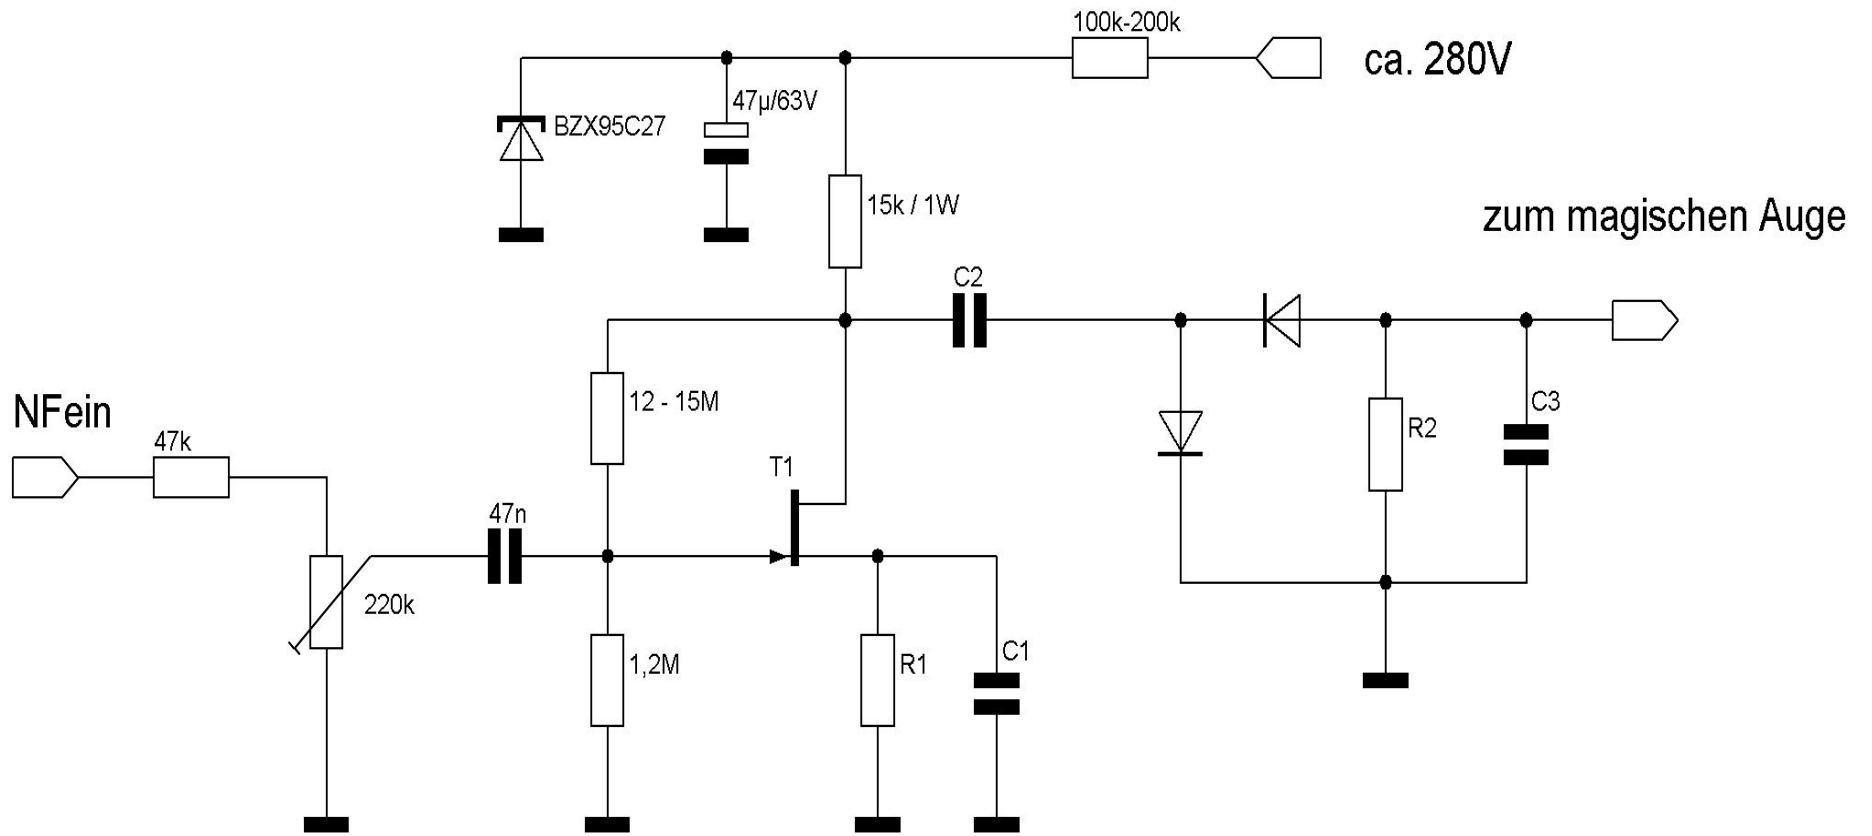 100k-200k
ca. 280V
47µ/63V
BZX95C27
15k / 1W
zum magischen Auge
C2
12 - 15M
C3
NFein
R2
47k
T1
47n
220k
1,2M
R1
C1